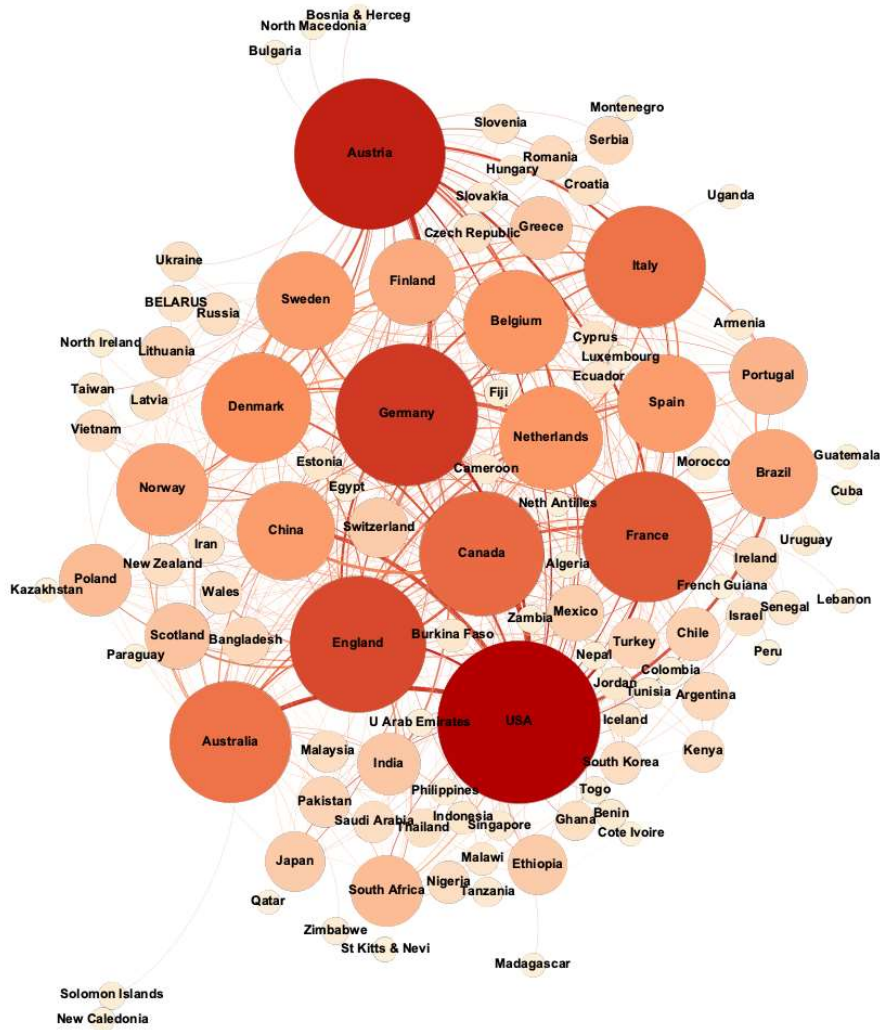 Bosnia & Herceg
North Macedonia
Bulgaria
Montenegro
Slovenia
Serbia
Austria
Romania
Hungary
Croatia
Slovakia
Uganda
Czech Republic
Greece
Ukraine
Italy
Finland
Sweden
BELARUS
Russia
Belgium
Armenia
North Ireland
Lithuania
Cyprus
Luxembourg
Ecuador
Portugal
Taiwan
Latvia
Fiji
Denmark
Germany
Spain
Vietnam
Netherlands
Guatemala
Estonia
Cameroon
Morocco
Brazil
Norway
Egypt
Cuba
Neth Antilles
China
Switzerland
France
Uruguay
Iran
Canada
Ireland
New Zealand
Algeria
Poland
Kazakhstan
Wales
French Guiana
Lebanon
Mexico
Senegal
Israel
Zambia
Scotland
Bangladesh
England
Burkina Faso
Turkey
Chile
Paraguay
Nepal
Peru
Colombia
Jordan
Tunisia
Argentina
U Arab Emirates
USA
Iceland
Australia
Malaysia
Kenya
India
South Korea
Philippines
Togo
Pakistan
Benin
Saudi Arabia
Thailand
Indonesia
Singapore
Ghana
Cote Ivoire
Japan
Malawi
Ethiopia
South Africa
Nigeria
Tanzania
Qatar
Zimbabwe
St Kitts & Nevi
Madagascar
Solomon Islands
New Caledonia